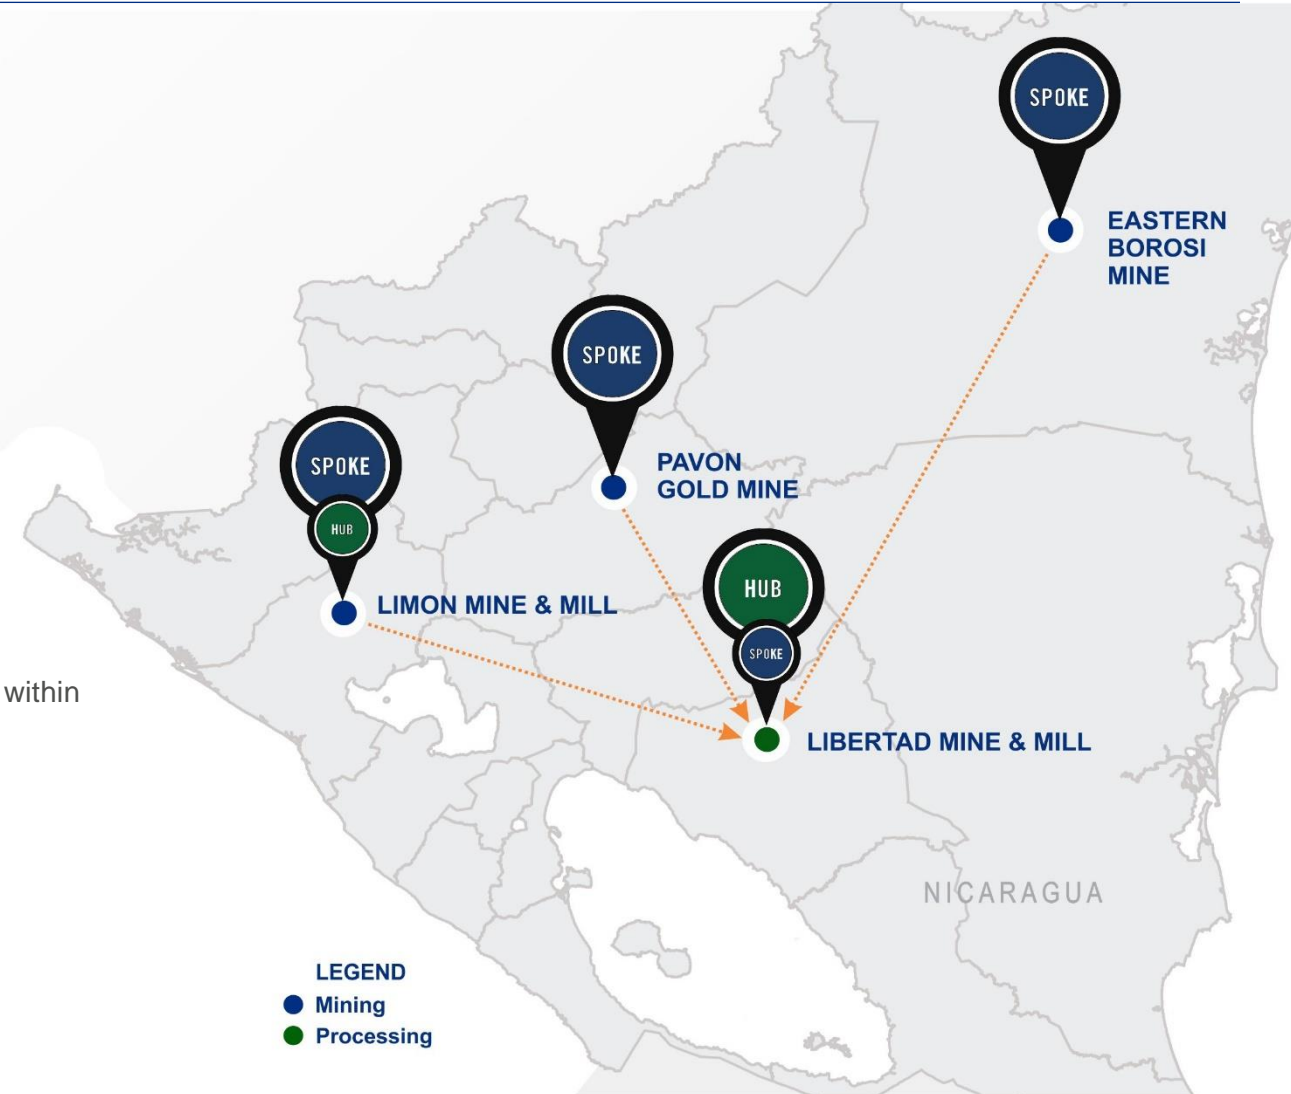 SPOKE
EASTERN
BOROSI
MINE
SPOKE
PAVON
GOLD MINE
SPOKE
HUB
LIMON MINE & MILL
HUB
SPOKE
within
LIBERTAD MINE & MILL
NICARAGUA
LEGEND
Mining
Processing